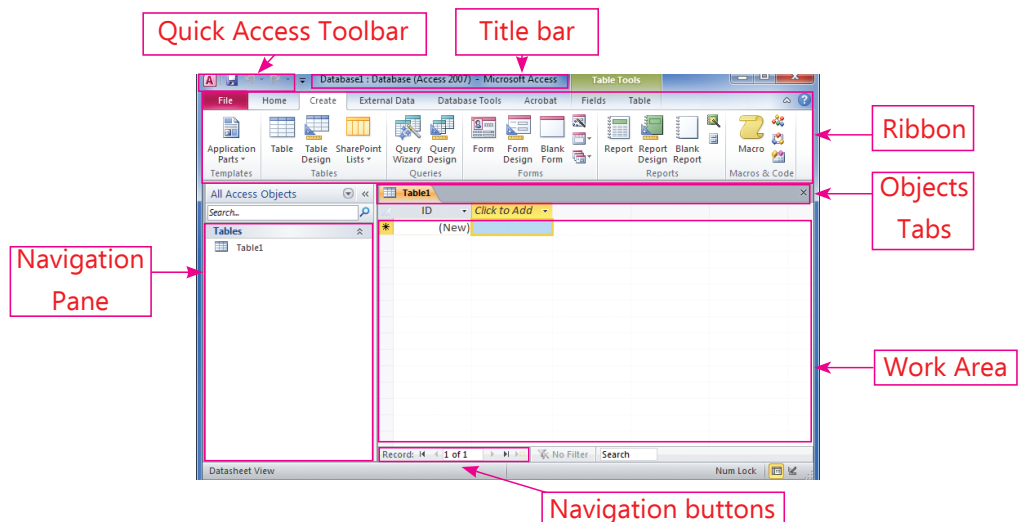 Quick Access Toolbar
Title bar
A
Database1 : Database (Access 2007) - Microsoft Access
Table Tools
File Home Create External Data Database Tools Acrobat Fields Table
Application Parts
Table
Table Design
SharePoint Lists
Query Wizard
Query Design
Form
Form Design
Blank Form
Report
Report Design
Blank Report
Macro
Templates Tables Queries Forms Reports Macros & Code
Ribbon
All Access Objects
Search...
Tables
Table1
Table1
ID Click to Add
(New)
Objects
Tabs
Navigation
Pane
Work Area
Record: 1 of 1 No Filter Search
Datasheet View Num Lock
Navigation buttons